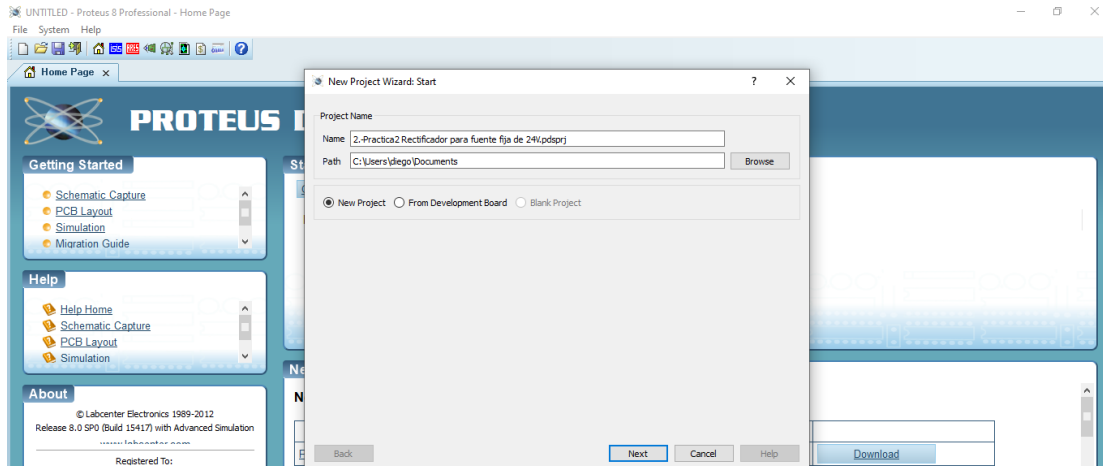 UNTITLED - Proteus 8 Professional - Home Page
File System Help
Home Page x
PROTEUS
Getting Started
Schematic Capture
PCB Layout
Simulation
Migration Guide
Help
Help Home
Schematic Capture
PCB Layout
Simulation
About
© Labcenter Electronics 1989-2012
Release 8.0 SP0 (Build 15417) with Advanced Simulation
Registered To:
New Project Wizard: Start
Project Name
Name 2.-Practica2 Rectificador para fuente fija de 24V.pdsprj
Path C:\Users\diego\Documents Browse
New Project From Development Board Blank Project
Back Next Cancel Help
Download